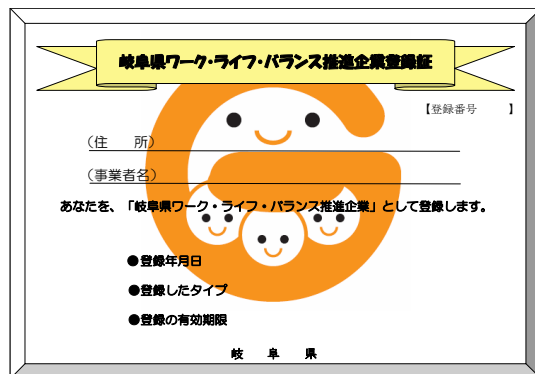 岐阜県ワーク・ライフ・バランス推進企業登録証
【登録番号　　　】
（住　所）
（事業者名）
あなたを、「岐阜県ワーク・ライフ・バランス推進企業」として登録します。
●登録年月日
●登録したタイプ
●登録の有効期限
岐　阜　県